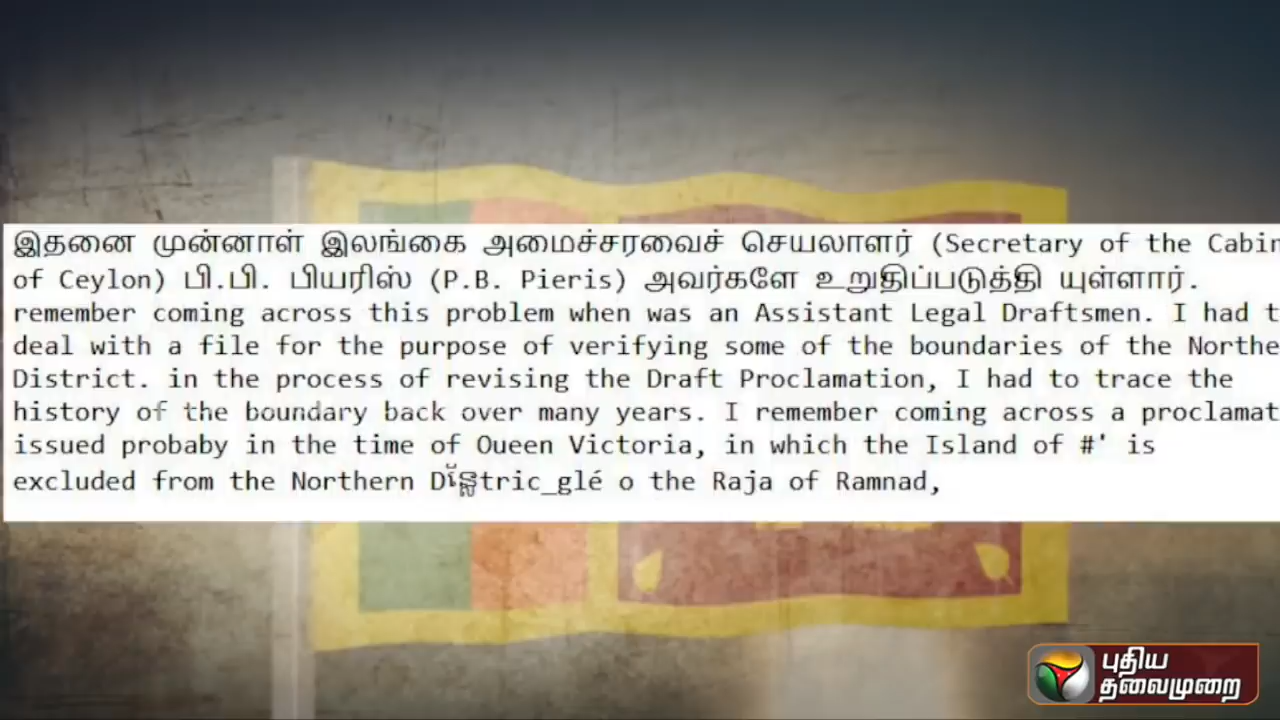 இதனை முன்னாள் இலங்கை அமைச்சரவைச் செயலாளர் (Secretary of the Cabin
of Ceylon) பி.பி. பியரிஸ் (P.B. Pieris) அவர்களே உறுதிப்படுத்தி யுள்ளார்.
remember coming across this problem when was an Assistant Legal Draftsmen. I had t
deal with a file for the purpose of verifying some of the boundaries of the Northe
District. in the process of revising the Draft Proclamation, I had to trace the
history of the boundary back over many years. I remember coming across a proclamat
issued probaby in the time of Oueen Victoria, in which the Island of #' is
excluded from the Northern glé o the Raja of Ramnad,
புதிய
தலைமுறை